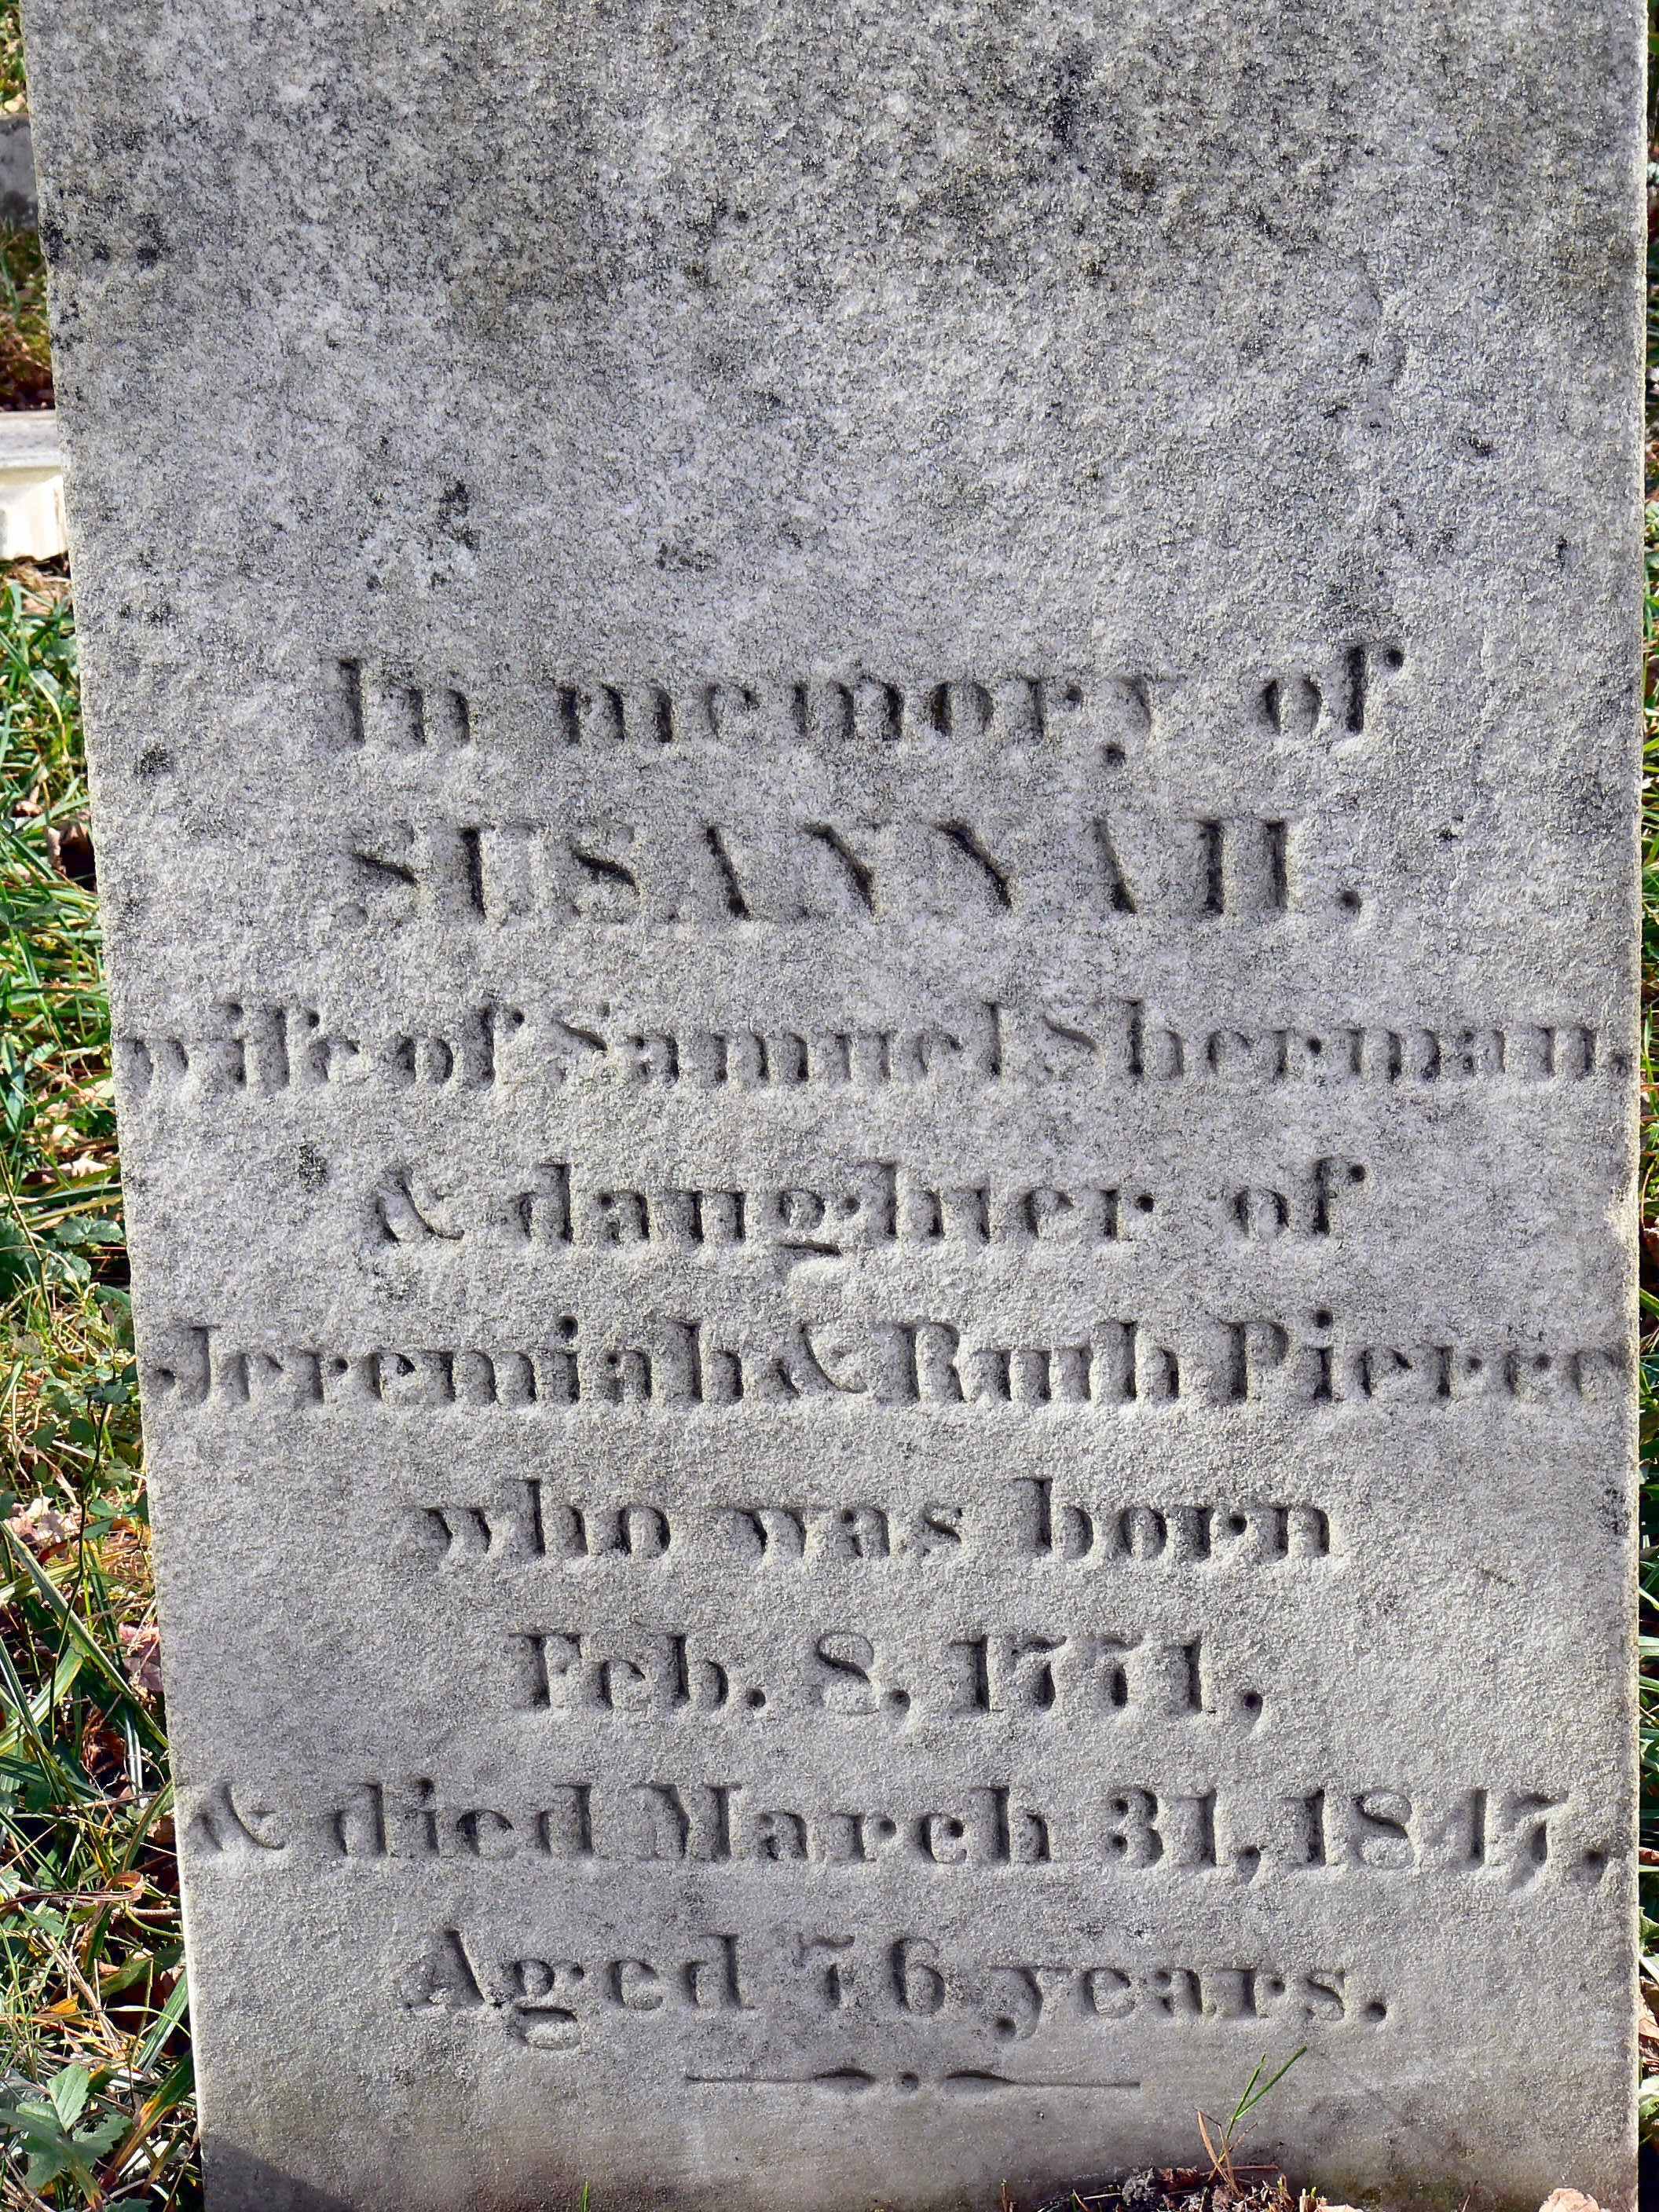 In memory of
SUSANNAH,
wife of Samuel Sherman,
& daughter of
Jeremiah & Ruth Pierce
who was born
Feb. 8, 1771,
& died March 31, 1847,
Aged 76 years.